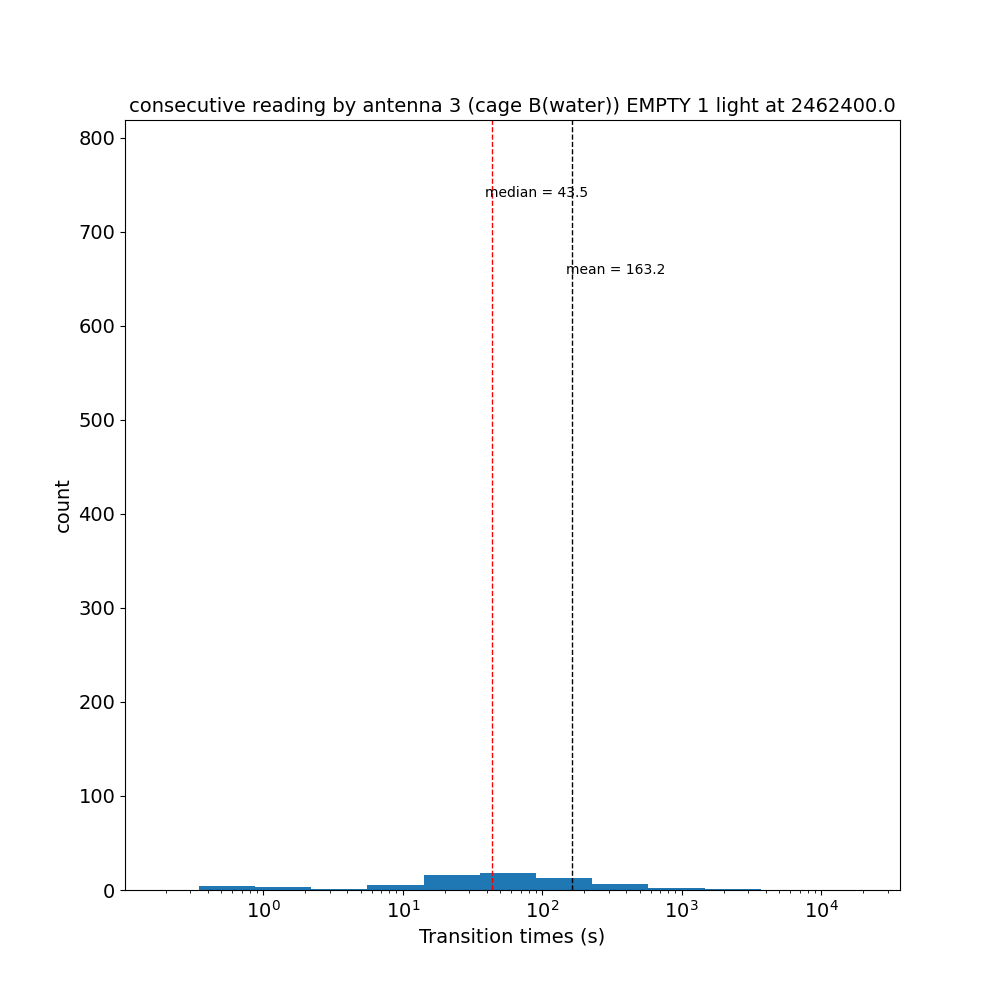 consecutive reading by antenna 3 (cage B(water)) EMPTY 1 light at 2462400.0
800
median = 43.5
700
mean = 163.2
600
500
count
400
300
200
100
0
10⁰ 10¹ 10² 10³ 10⁴
Transition times (s)